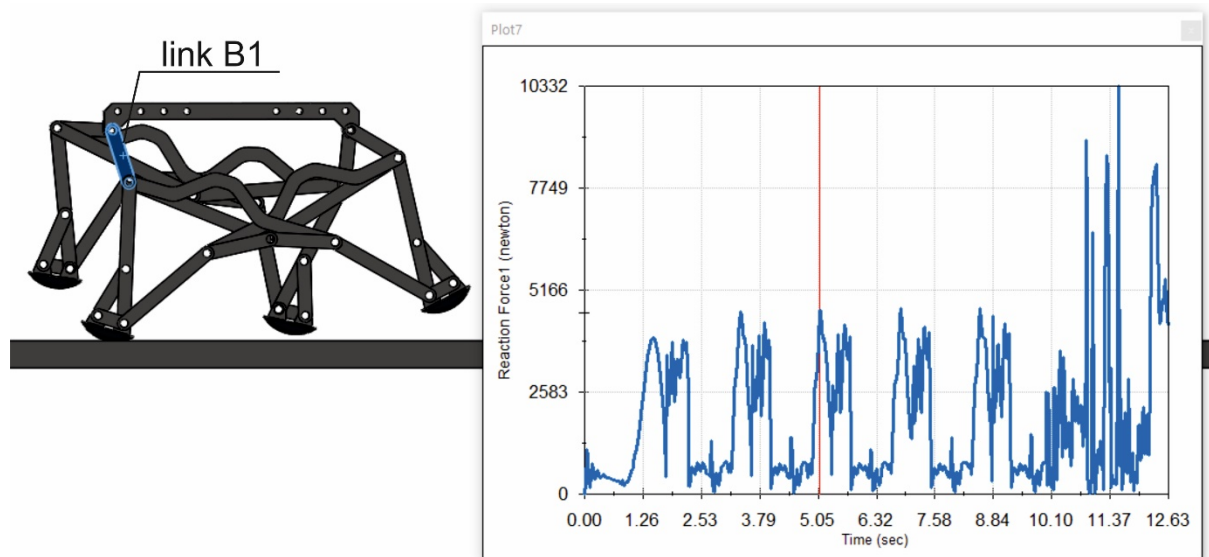 link B1
Plot7
Reaction Force1 (newton)
10332
7749
5166
2583
0
0.00 1.26 2.53 3.79 5.05 6.32 7.58 8.84 10.10 11.37 12.63
Time (sec)